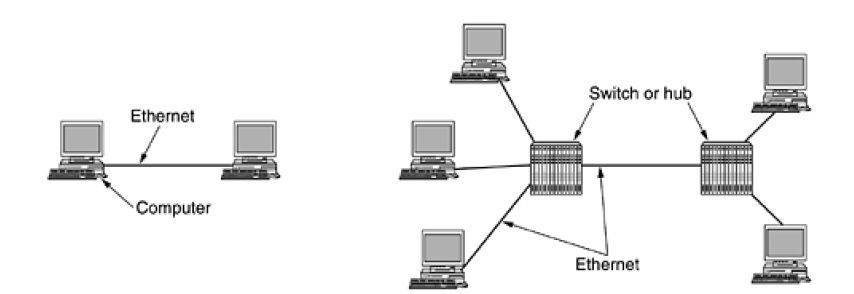 Ethernet
Computer
Switch or hub
Ethernet